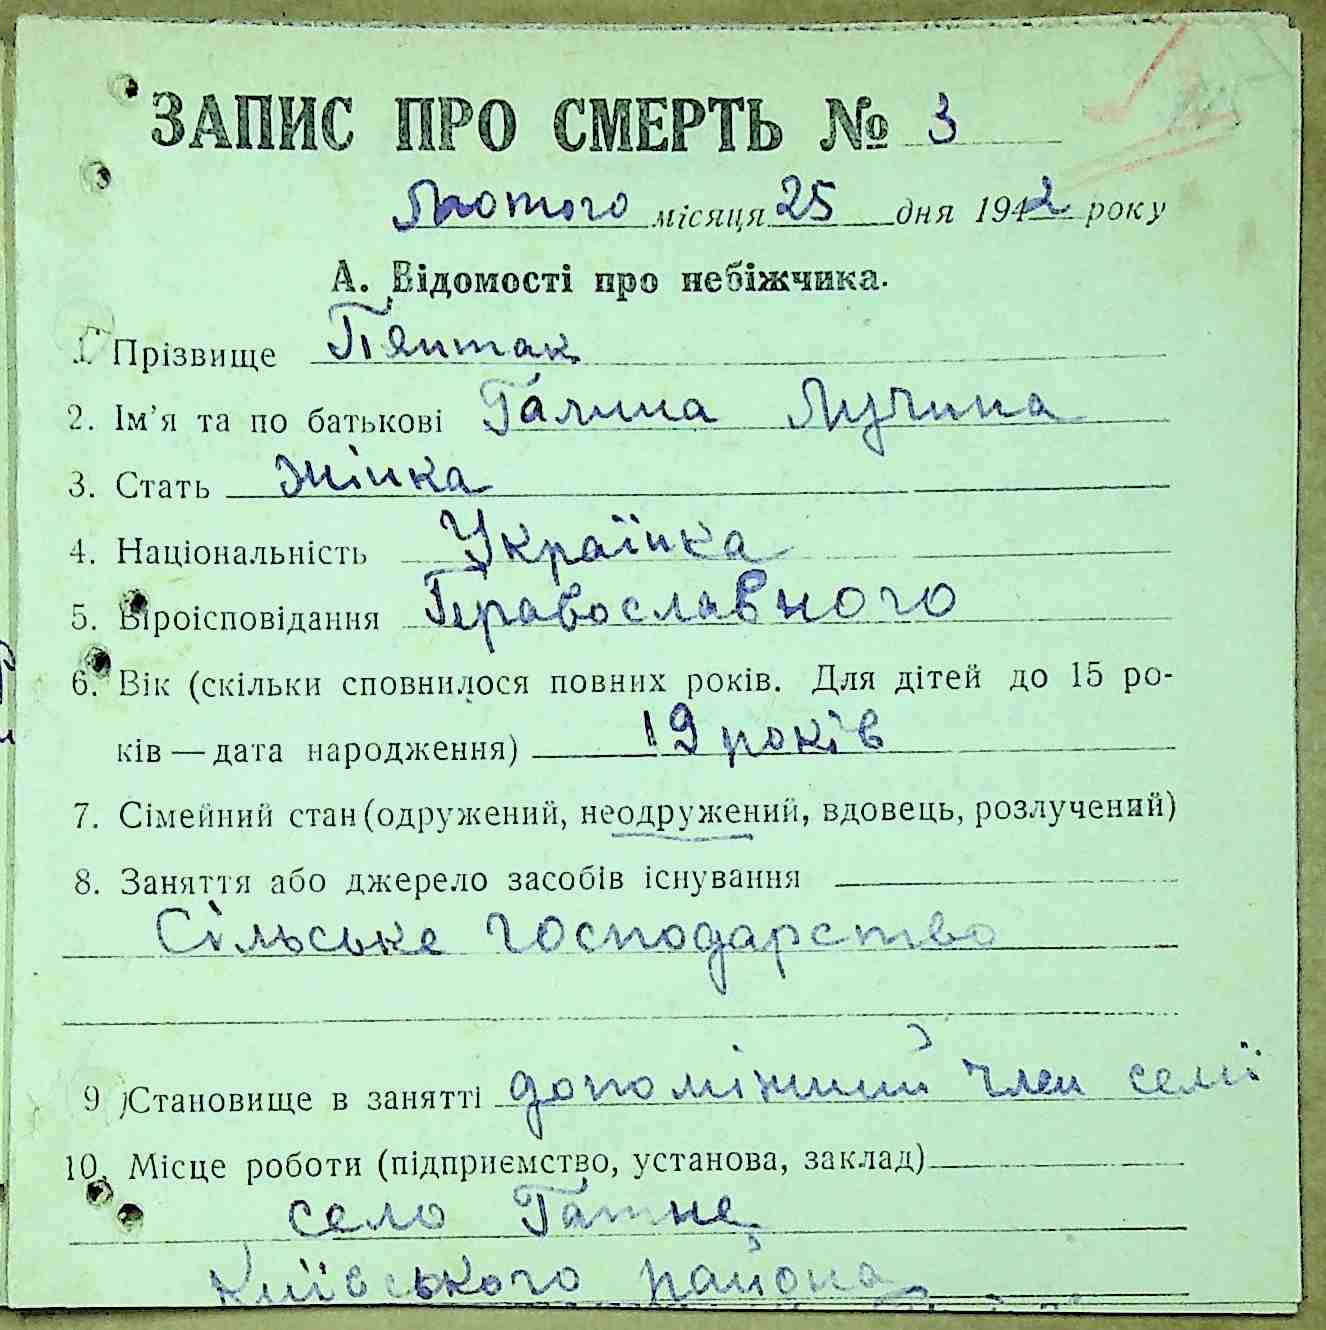 ЗАПИС ПРО СМЕРТЬ № 3
Лютого місяця 25 дня 1942 року
А. Відомості про небіжчика.
1. Прізвище Пятак
2. Ім'я та по батькові Галина Лучина
3. Стать жінка
4. Національність Українка
5. Віроісповідання Православного
6. Вік (скільки сповнилося повних років. Для дітей до 15 ро-
ків — дата народження) 19 років
7. Сімейний стан (одружений, неодружений, вдовець, розлучений)
8. Заняття або джерело засобів існування
Сільське господарство
9 Становище в занятті допоміжний член семї
10. Місце роботи (підприємство, установа, заклад)
село Гатне
Київського района